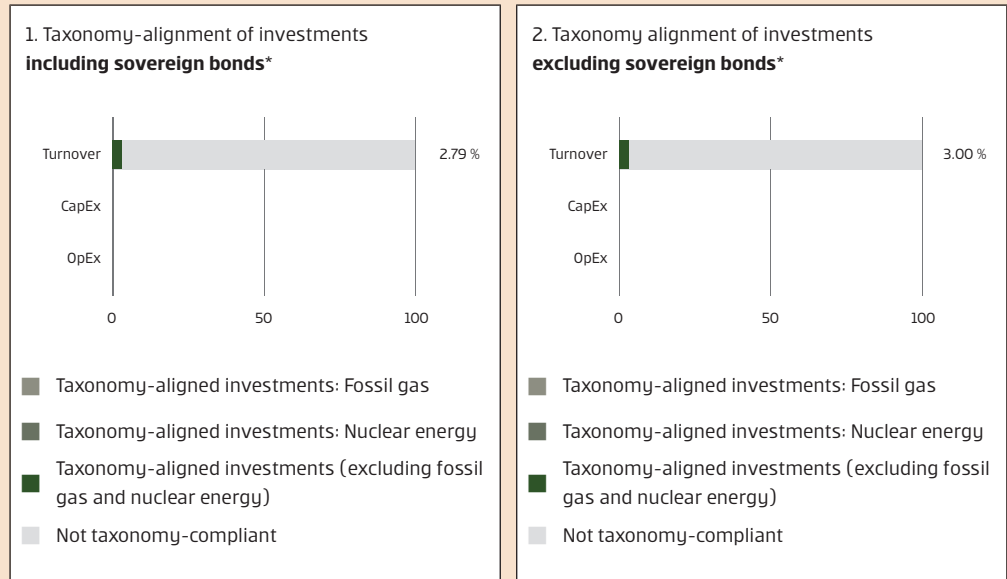 1. Taxonomy-alignment of investments
including sovereign bonds*
Turnover
2.79 %
CapEx
OpEx
0
50
100
Taxonomy-aligned investments: Fossil gas
Taxonomy-aligned investments: Nuclear energy
Taxonomy-aligned investments (excluding fossil
gas and nuclear energy)
Not taxonomy-compliant
2. Taxonomy alignment of investments
excluding sovereign bonds*
Turnover
3.00 %
CapEx
OpEx
0
50
100
Taxonomy-aligned investments: Fossil gas
Taxonomy-aligned investments: Nuclear energy
Taxonomy-aligned investments (excluding fossil
gas and nuclear energy)
Not taxonomy-compliant